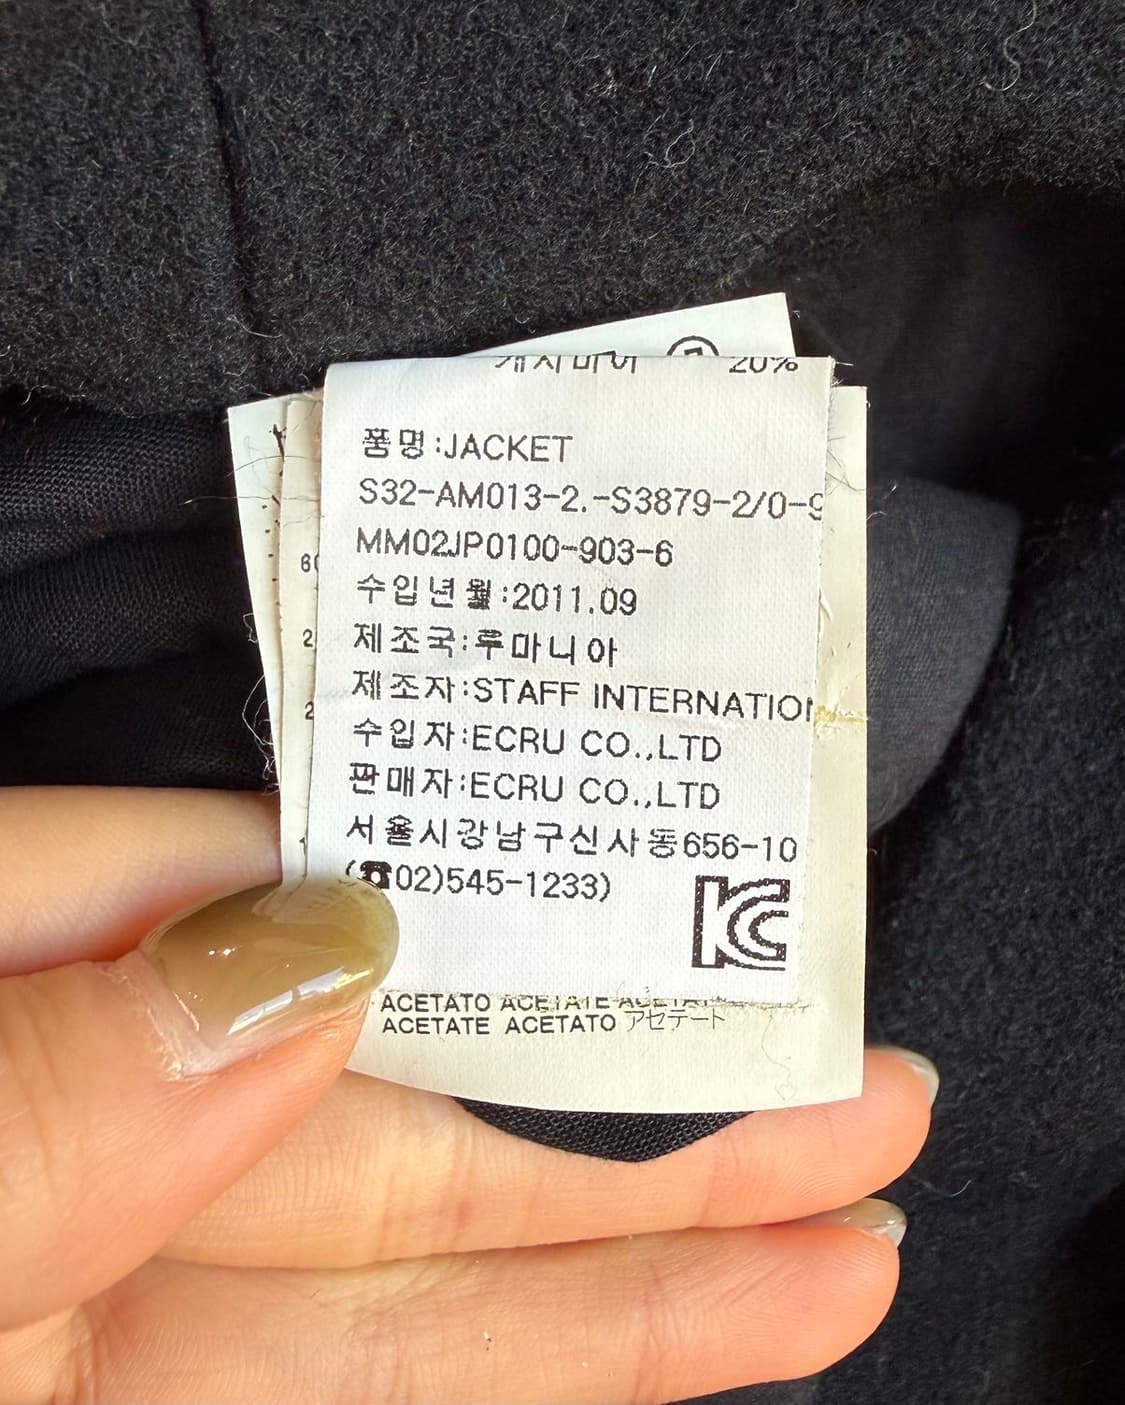 캐시미어 20%
품명:JACKET
S32-AM013-2.-S3879-2/0-9
MM02JP0100-903-6
수입년월:2011.09
제조국:루마니아
제조자:STAFF INTERNATION
수입자:ECRU CO.,LTD
판매자:ECRU CO.,LTD
서울시강남구신사동656-10
(☎02)545-1233)
KC
ACETATO ACETATE
ACETATE ACETATO アセテート